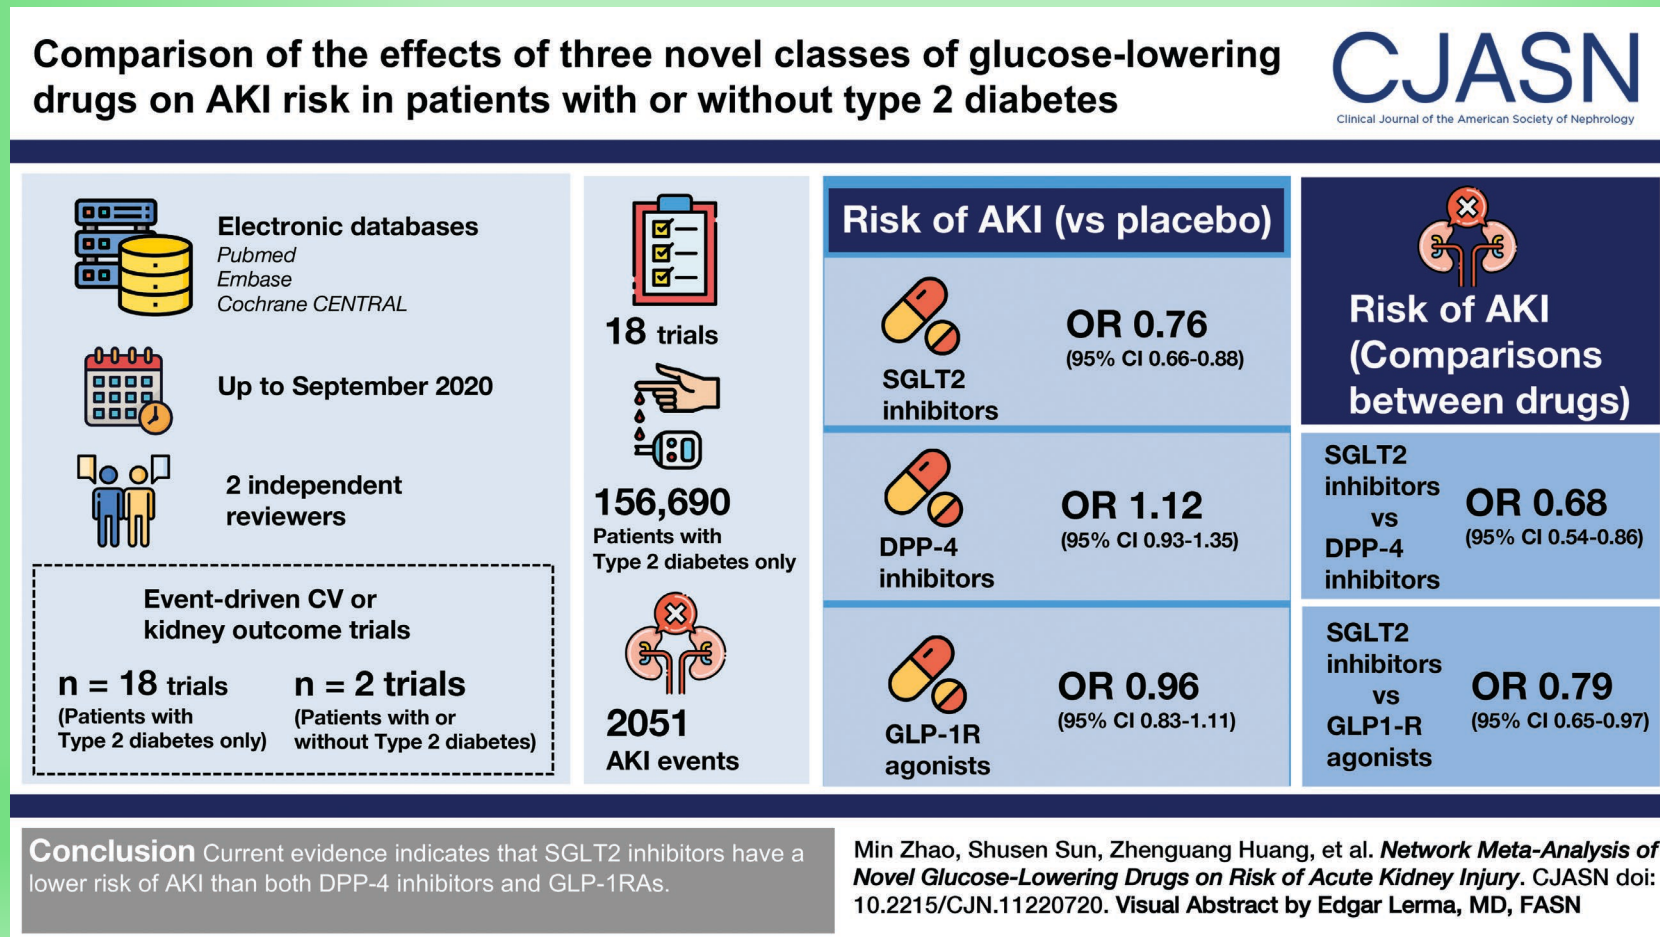 Comparison of the effects of three novel classes of glucose-lowering
drugs on AKI risk in patients with or without type 2 diabetes
CJASN
Clinical Journal of the American Society of Nephrology
Electronic databases
Pubmed
Embase
Cochrane CENTRAL
Up to September 2020
2 independent
reviewers
Event-driven CV or
kidney outcome trials
n = 18 trials
(Patients with
Type 2 diabetes only)
n = 2 trials
(Patients with or
without Type 2 diabetes)
18 trials
156,690
Patients with
Type 2 diabetes only
2051
AKI events
Risk of AKI (vs placebo)
SGLT2
inhibitors
OR 0.76
(95% CI 0.66-0.88)
DPP-4
inhibitors
OR 1.12
(95% CI 0.93-1.35)
GLP-1R
agonists
OR 0.96
(95% CI 0.83-1.11)
Risk of AKI
(Comparisons
between drugs)
SGLT2
inhibitors
vs
DPP-4
inhibitors
OR 0.68
(95% CI 0.54-0.86)
SGLT2
inhibitors
vs
GLP1-R
agonists
OR 0.79
(95% CI 0.65-0.97)
Conclusion Current evidence indicates that SGLT2 inhibitors have a
lower risk of AKI than both DPP-4 inhibitors and GLP-1RAs.
Min Zhao, Shusen Sun, Zhenguang Huang, et al. Network Meta-Analysis of
Novel Glucose-Lowering Drugs on Risk of Acute Kidney Injury. CJASN doi:
10.2215/CJN.11220720. Visual Abstract by Edgar Lerma, MD, FASN